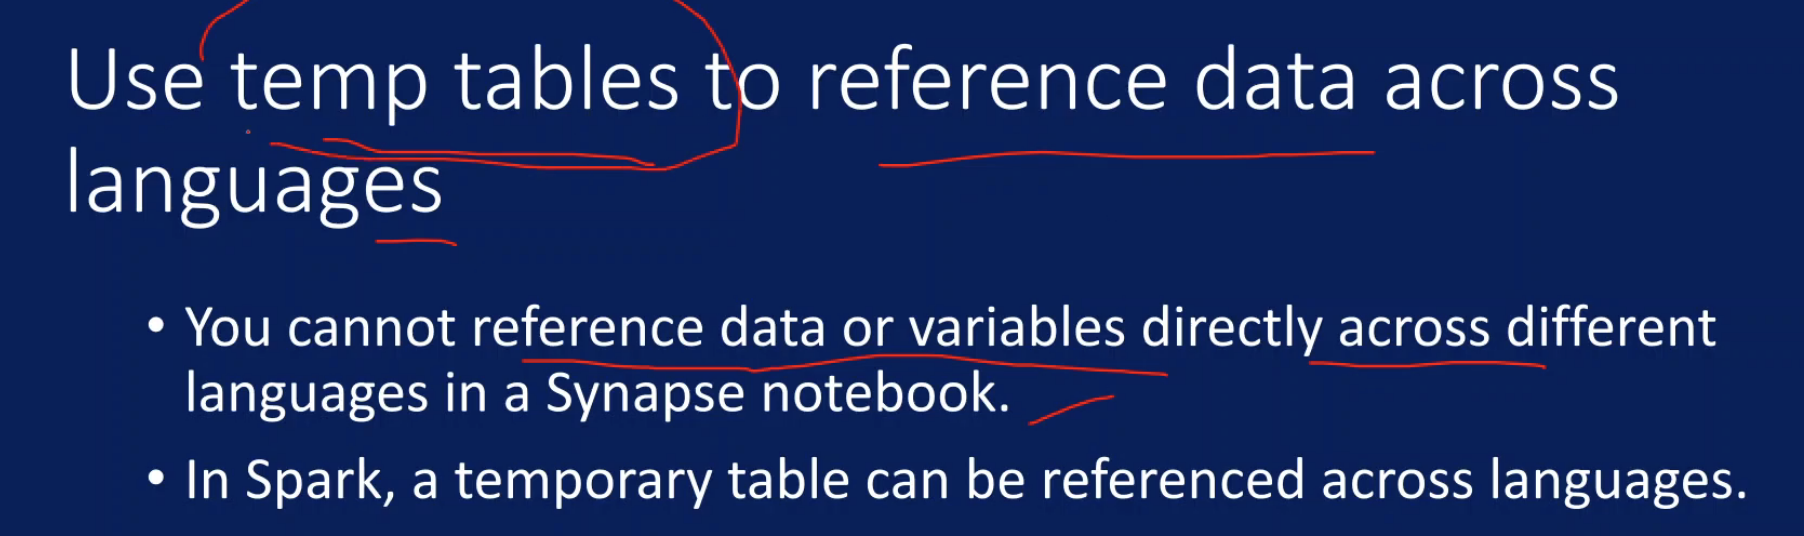 Use temp tables to reference data across
languages
• You cannot reference data or variables directly across different
languages in a Synapse notebook.
• In Spark, a temporary table can be referenced across languages.